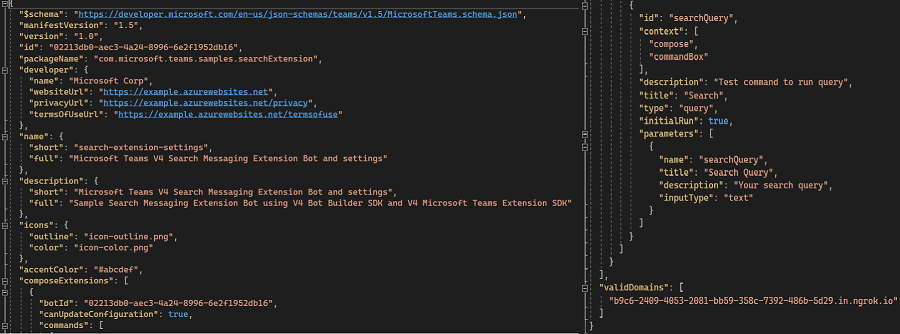 {
"$schema": "https://developer.microsoft.com/en-us/json-schemas/teams/v1.5/MicrosoftTeams.schema.json",
"manifestVersion": "1.5",
"version": "1.0",
"id": "02213db0-aec3-4a24-8996-6e2f1952db16",
"packageName": "com.microsoft.teams.samples.searchExtension",
"developer": {
"name": "Microsoft Corp",
"websiteUrl": "https://example.azurewebsites.net",
"privacyUrl": "https://example.azurewebsites.net/privacy",
"termsOfUseUrl": "https://example.azurewebsites.net/termsofuse"
},
"name": {
"short": "search-extension-settings",
"full": "Microsoft Teams V4 Search Messaging Extension Bot and settings"
},
"description": {
"short": "Microsoft Teams V4 Search Messaging Extension Bot and settings",
"full": "Sample Search Messaging Extension Bot using V4 Bot Builder SDK and V4 Microsoft Teams Extension SDK"
},
"icons": {
"outline": "icon-outline.png",
"color": "icon-color.png"
},
"accentColor": "#abcdef",
"composeExtensions": [
{
"botId": "02213db0-aec3-4a24-8996-6e2f1952db16",
"canUpdateConfiguration": true,
"commands": [
{
"id": "searchQuery",
"context": [
"compose",
"commandBox"
],
"description": "Test command to run query",
"title": "Search",
"type": "query",
"initialRun": true,
"parameters": [
{
"name": "searchQuery",
"title": "Search Query",
"description": "Your search query",
"inputType": "text"
}
]
}
]
}
],
"validDomains": [
"b9c6-2409-4053-2081-bb59-358c-7392-486b-5d29.in.ngrok.io"
]
}